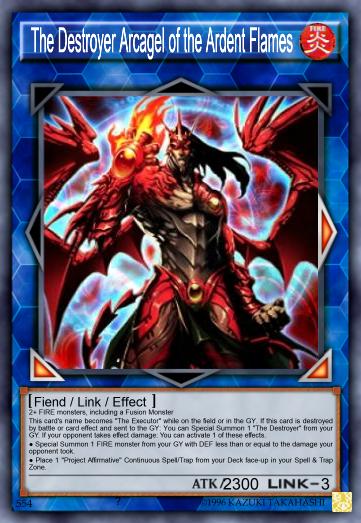 The Destroyer Arcagel of the Ardent Flames
FIRE
炎
[Fiend / Link / Effect ]
2+ FIRE monsters, including a Fusion Monster
This card's name becomes "The Executor" while on the field or in the GY. If this card is destroyed
by battle or card effect and sent to the GY: You can Special Summon 1 "The Destroyer" from your
GY. If your opponent takes effect damage: You can activate 1 of these effects.
● Special Summon 1 FIRE monster from your GY with DEF less than or equal to the damage your
opponent took.
● Place 1 "Project Affirmative" Continuous Spell/Trap from your Deck face-up in your Spell & Trap
Zone.
ATK/2300 LINK-3
554 ? ©1996 KAZUKI TAKAHASHI